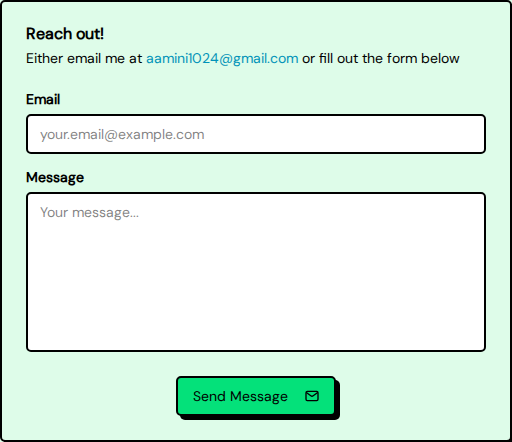 Reach out!
Either email me at aamini1024@gmail.com or fill out the form below
Email
your.email@example.com
Message
Your message...
Send Message